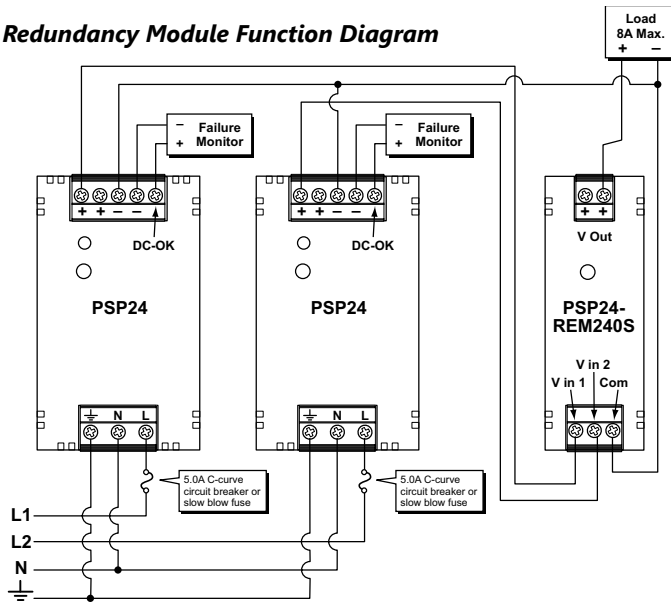 Redundancy Module Function Diagram
Load
8A Max.
+ –
– Failure
+ Monitor
– Failure
+ Monitor
+ + – –
DC-OK
PSP24
⏚ N L
5.0A C-curve
circuit breaker or
slow blow fuse
+ + – –
DC-OK
PSP24
⏚ N L
5.0A C-curve
circuit breaker or
slow blow fuse
+ +
V Out
PSP24-
REM240S
V in 2
V in 1 Com
L1
L2
N